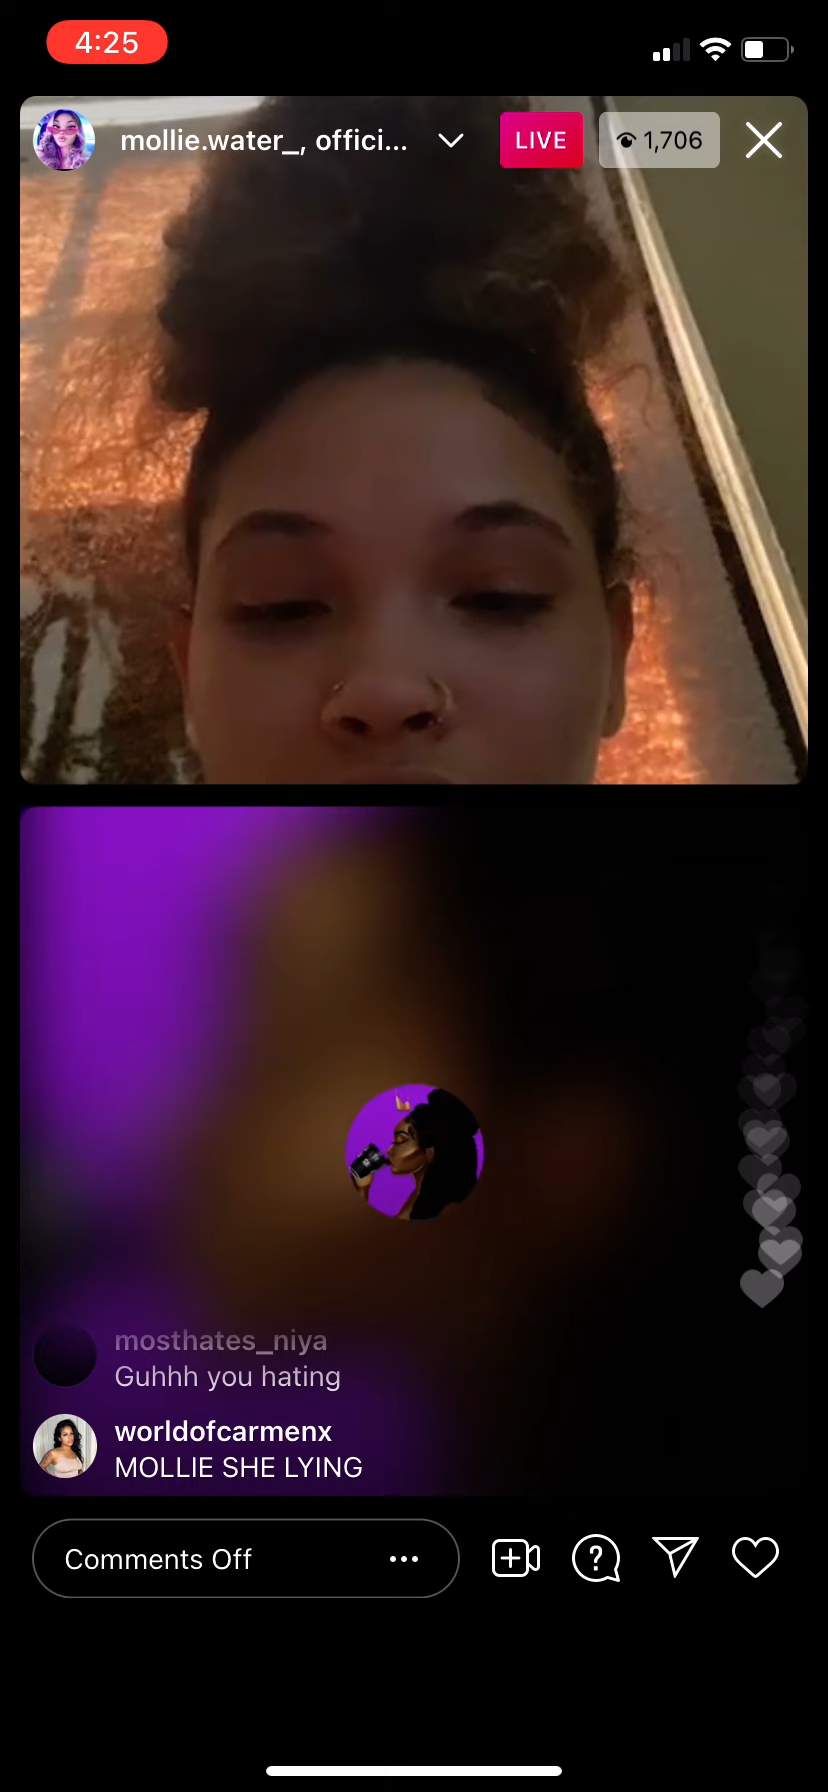 4:25
mollie.water_, offici...
LIVE
1,706
mosthates_niya
Guhhh you hating
worldofcarmenx
MOLLIE SHE LYING
Comments Off